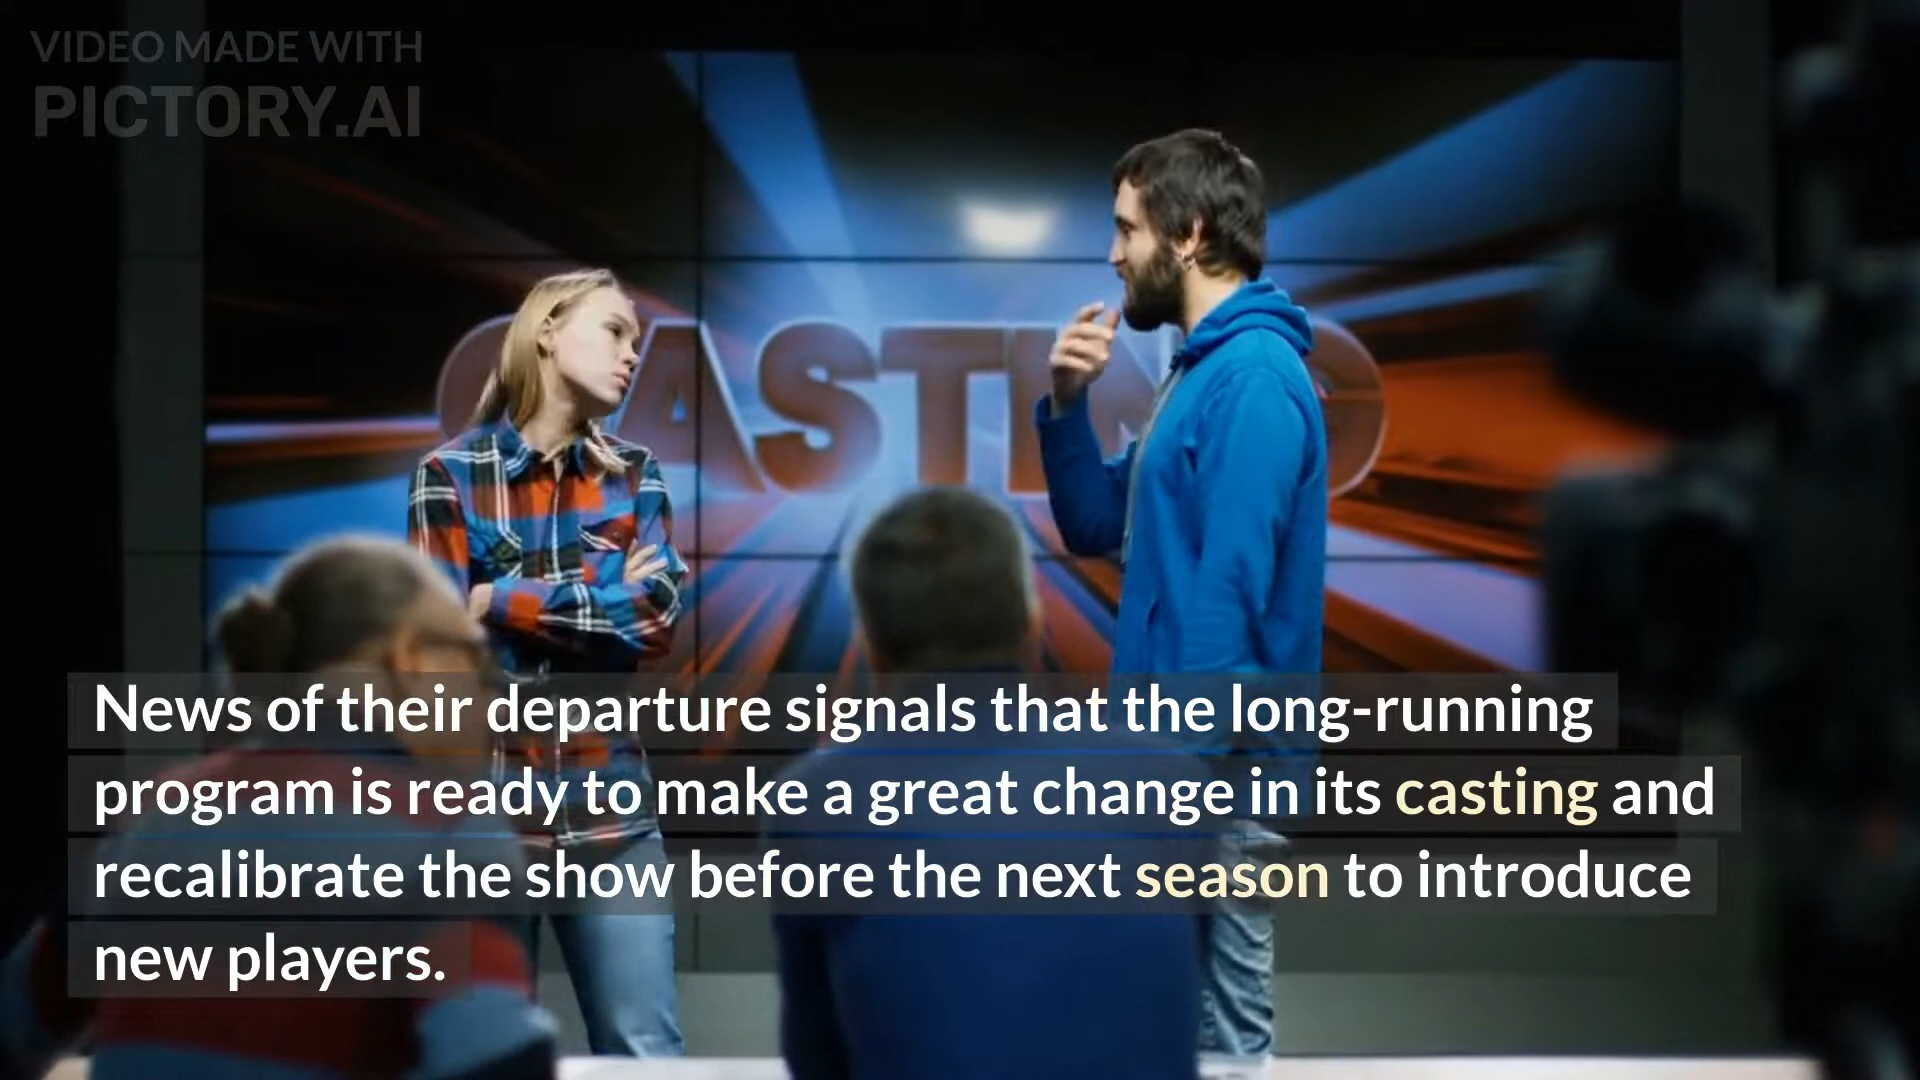 VIDEO MADE WITH
PICTORY.AI
CASTING
News of their departure signals that the long-running
program is ready to make a great change in its casting and
recalibrate the show before the next season to introduce
new players.